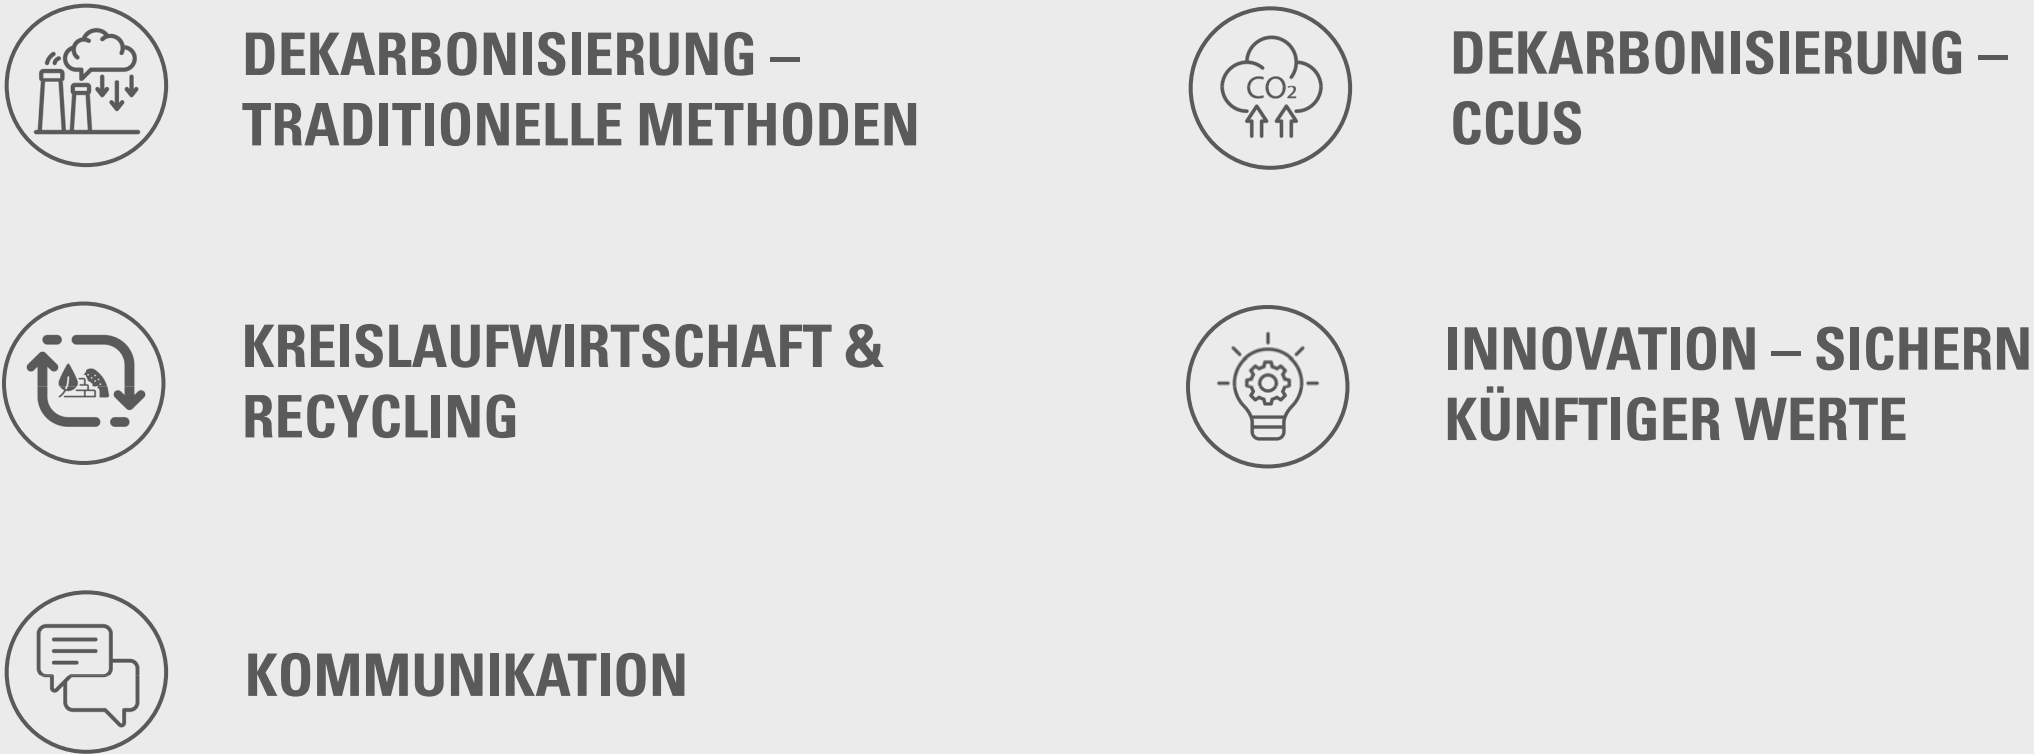 DEKARBONISIERUNG –
TRADITIONELLE METHODEN
CO₂
DEKARBONISIERUNG –
CCUS
KREISLAUFWIRTSCHAFT &
RECYCLING
INNOVATION – SICHERN
KÜNFTIGER WERTE
KOMMUNIKATION